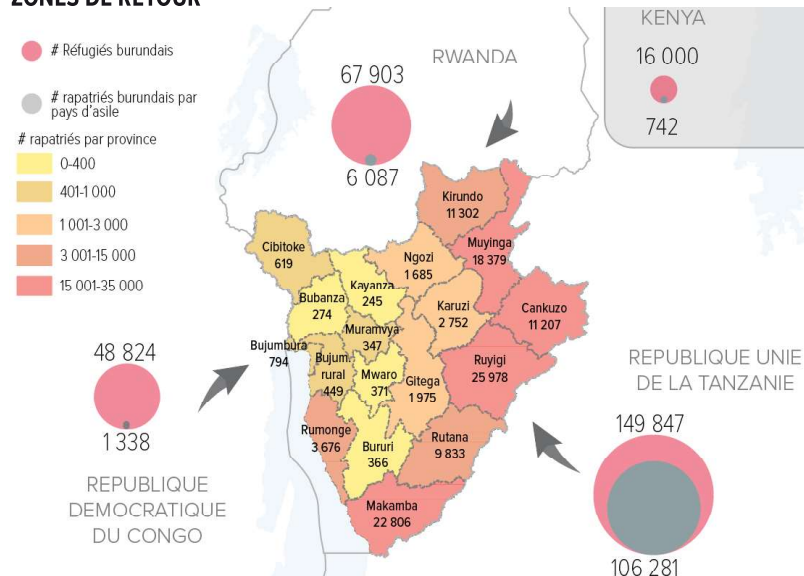 ZONES DE RETOUR
# Réfugiés burundais
# rapatriés burundais par
pays d'asile
# rapatriés par province
0-400
401-1 000
1 001-3 000
3 001-15 000
15 001-35 000
RWANDA
67 903
6 087
KENYA
16 000
742
Kirundo
11 302
Muyinga
18 379
Ngozi
1 685
Cibitoke
619
Kayanza
245
Bubanza
274
Karuzi
2 752
Cankuzo
11 207
Muramvya
347
Bujumbura
794
Bujum.
rural
449
Mwaro
371
Gitega
1 975
Ruyigi
25 978
Rumonge
3 676
Bururi
366
Rutana
9 833
Makamba
22 806
48 824
1 338
REPUBLIQUE
DEMOCRATIQUE
DU CONGO
REPUBLIQUE UNIE
DE LA TANZANIE
149 847
106 281